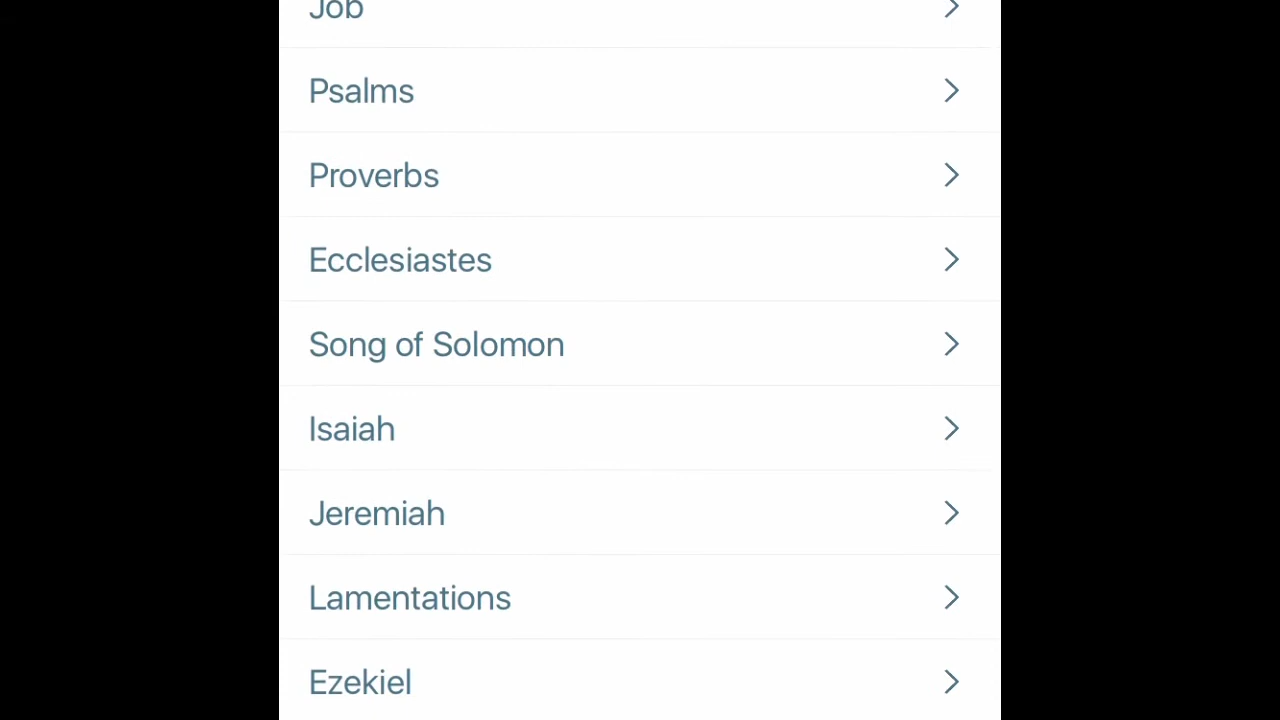 Job
Psalms
Proverbs
Ecclesiastes
Song of Solomon
Isaiah
Jeremiah
Lamentations
Ezekiel